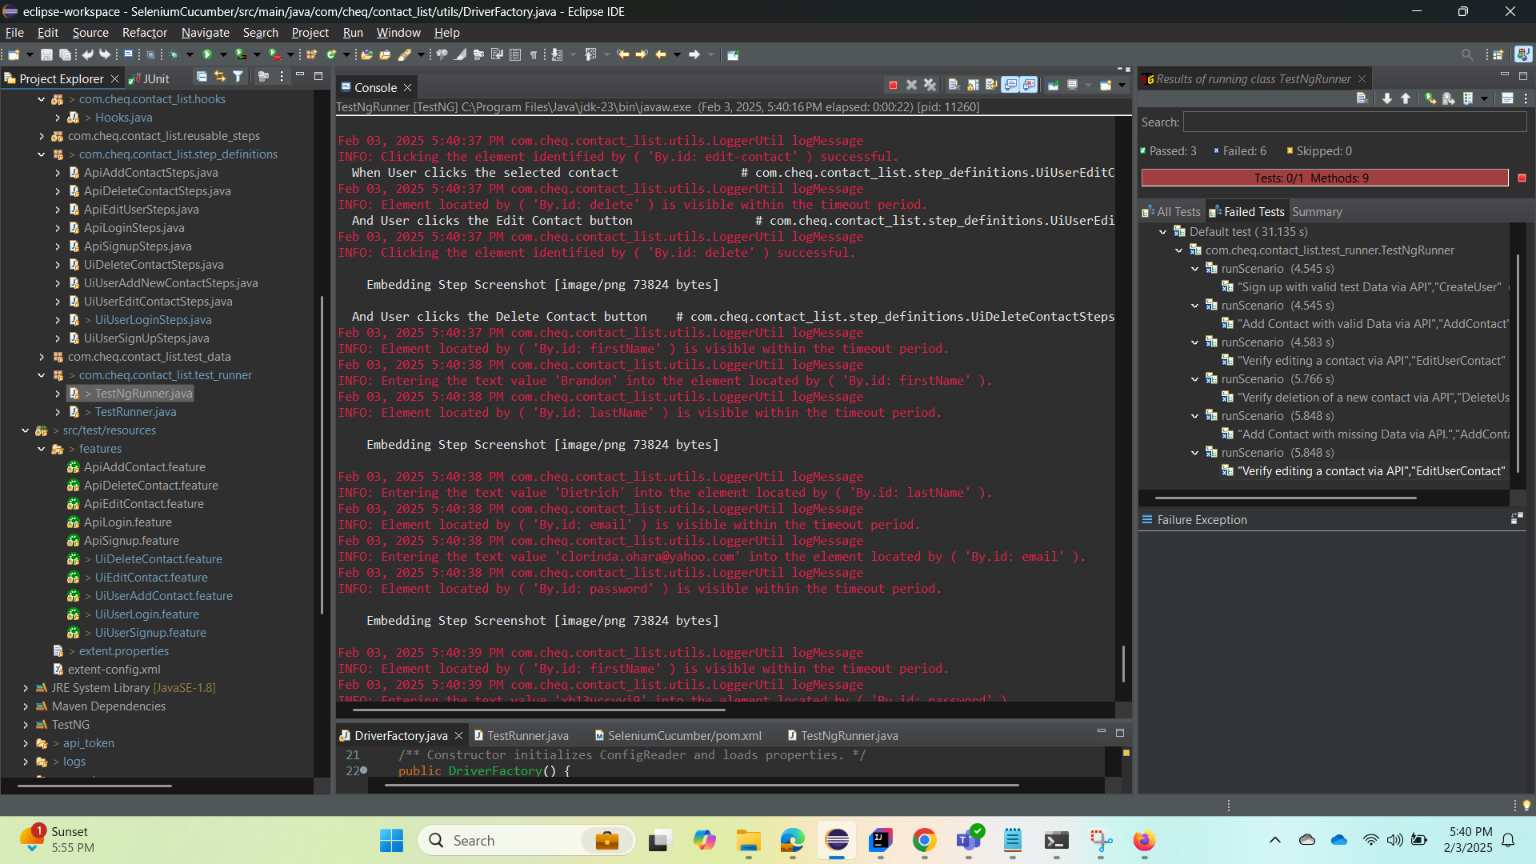 eclipse-workspace - SeleniumCucumber/src/main/java/com/cheq/contact_list/utils/DriverFactory.java - Eclipse IDE
File Edit Source Refactor Navigate Search Project Run Window Help
Project Explorer
JUnit
com.cheq.contact_list.hooks
> Hooks.java
com.cheq.contact_list.reusable_steps
> com.cheq.contact_list.step_definitions
ApiAddContactSteps.java
ApiDeleteContactSteps.java
ApiEditUserSteps.java
ApiLoginSteps.java
ApiSignupSteps.java
UiDeleteContactSteps.java
UiUserAddNewContactSteps.java
UiUserEditContactSteps.java
> UiUserLoginSteps.java
UiUserSignUpSteps.java
com.cheq.contact_list.test_data
> com.cheq.contact_list.test_runner
> TestNgRunner.java
> TestRunner.java
> src/test/resources
> features
ApiAddContact.feature
ApiDeleteContact.feature
ApiEditContact.feature
ApiLogin.feature
ApiSignup.feature
> UiDeleteContact.feature
> UiEditContact.feature
> UiUserAddContact.feature
> UiUserLogin.feature
> UiUserSignup.feature
> extent.properties
extent-config.xml
JRE System Library [JavaSE-1.8]
Maven Dependencies
TestNG
> api_token
> logs
Console
TestNgRunner [TestNG] C:\Program Files\Java\jdk-23\bin\javaw.exe (Feb 3, 2025, 5:40:16 PM elapsed: 0:00:22) [pid: 11260]
Feb 03, 2025 5:40:37 PM com.cheq.contact_list.utils.LoggerUtil logMessage
INFO: Clicking the element identified by ( 'By.id: edit-contact' ) successful.
When User clicks the selected contact # com.cheq.contact_list.step_definitions.UiUserEditC
Feb 03, 2025 5:40:37 PM com.cheq.contact_list.utils.LoggerUtil logMessage
INFO: Element located by ( 'By.id: delete' ) is visible within the timeout period.
And User clicks the Edit Contact button # com.cheq.contact_list.step_definitions.UiUserEdi
Feb 03, 2025 5:40:37 PM com.cheq.contact_list.utils.LoggerUtil logMessage
INFO: Clicking the element identified by ( 'By.id: delete' ) successful.
Embedding Step Screenshot [image/png 73824 bytes]
And User clicks the Delete Contact button # com.cheq.contact_list.step_definitions.UiDeleteContactSteps
Feb 03, 2025 5:40:37 PM com.cheq.contact_list.utils.LoggerUtil logMessage
INFO: Element located by ( 'By.id: firstName' ) is visible within the timeout period.
Feb 03, 2025 5:40:38 PM com.cheq.contact_list.utils.LoggerUtil logMessage
INFO: Entering the text value 'Brandon' into the element located by ( 'By.id: firstName' ).
Feb 03, 2025 5:40:38 PM com.cheq.contact_list.utils.LoggerUtil logMessage
INFO: Element located by ( 'By.id: lastName' ) is visible within the timeout period.
Embedding Step Screenshot [image/png 73824 bytes]
Feb 03, 2025 5:40:38 PM com.cheq.contact_list.utils.LoggerUtil logMessage
INFO: Entering the text value 'Dietrich' into the element located by ( 'By.id: lastName' ).
Feb 03, 2025 5:40:38 PM com.cheq.contact_list.utils.LoggerUtil logMessage
INFO: Element located by ( 'By.id: email' ) is visible within the timeout period.
Feb 03, 2025 5:40:38 PM com.cheq.contact_list.utils.LoggerUtil logMessage
INFO: Entering the text value 'clorinda.ohara@yahoo.com' into the element located by ( 'By.id: email' ).
Feb 03, 2025 5:40:38 PM com.cheq.contact_list.utils.LoggerUtil logMessage
INFO: Element located by ( 'By.id: password' ) is visible within the timeout period.
Embedding Step Screenshot [image/png 73824 bytes]
Feb 03, 2025 5:40:39 PM com.cheq.contact_list.utils.LoggerUtil logMessage
INFO: Element located by ( 'By.id: firstName' ) is visible within the timeout period.
Feb 03, 2025 5:40:39 PM com.cheq.contact_list.utils.LoggerUtil logMessage
INFO: Entering the text value into the element located by ( 'By.id: password' )
DriverFactory.java
TestRunner.java
SeleniumCucumber/pom.xml
TestNgRunner.java
21 /** Constructor initializes ConfigReader and loads properties. */
22 public DriverFactory() {
Results of running class TestNgRunner
Search:
Passed: 3 Failed: 6 Skipped: 0
Tests: 0/1 Methods: 9
All Tests Failed Tests Summary
Default test ( 31.135 s)
com.cheq.contact_list.test_runner.TestNgRunner
runScenario (4.545 s)
"Sign up with valid test Data via API","CreateUser"
runScenario (4.545 s)
"Add Contact with valid Data via API","AddContact"
runScenario (4.583 s)
"Verify editing a contact via API","EditUserContact"
runScenario (5.766 s)
"Verify deletion of a new contact via API","DeleteUs
runScenario (5.848 s)
"Add Contact with missing Data via API.","AddConta
runScenario (5.848 s)
"Verify editing a contact via API","EditUserContact"
Failure Exception
1
Sunset
5:55 PM
Search
5:40 PM
2/3/2025